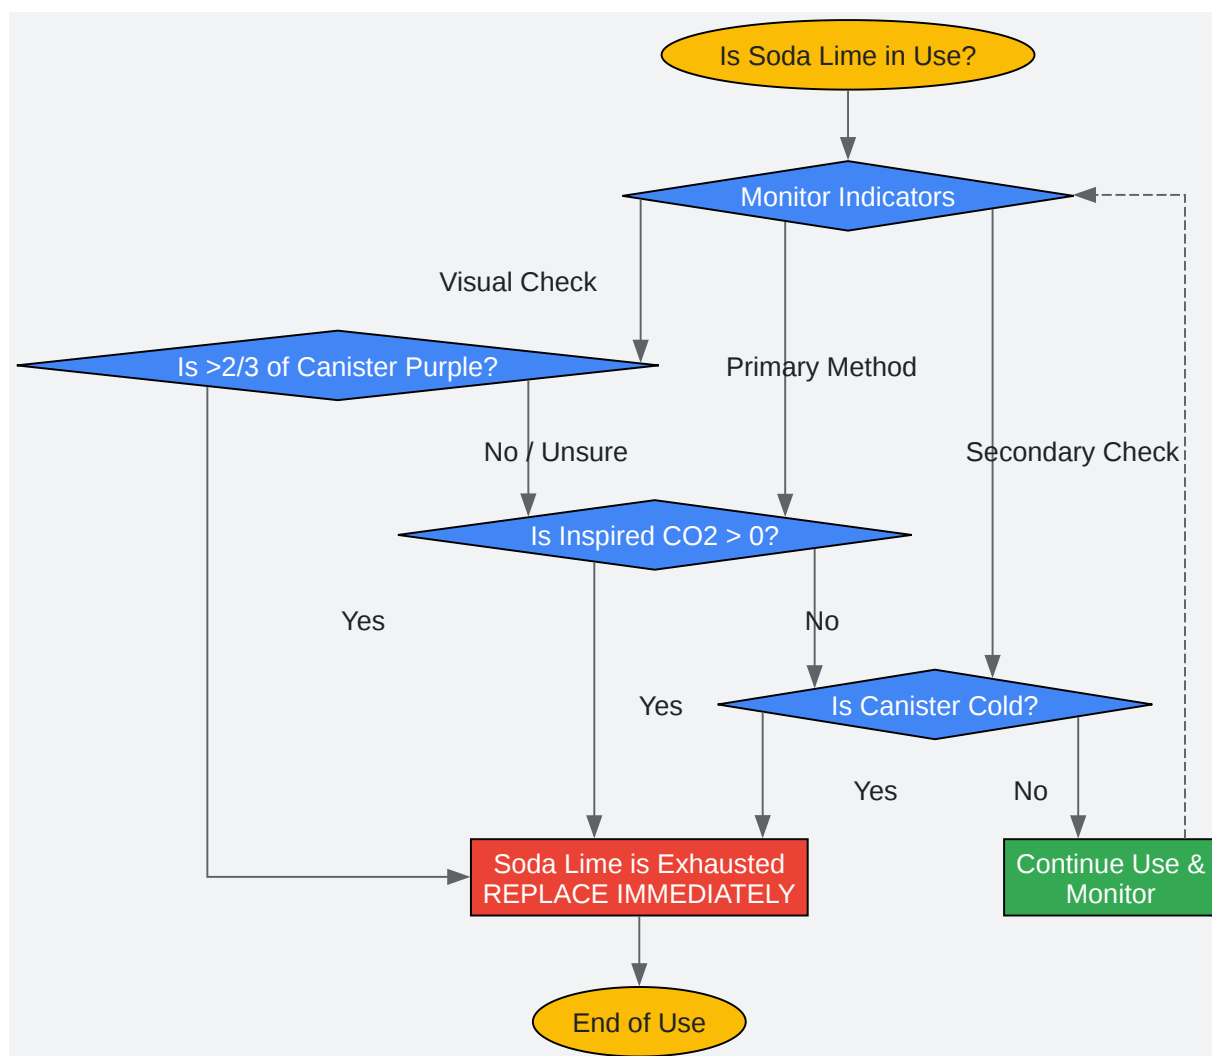 Is Soda Lime in Use?
Monitor Indicators
Visual Check
Is >2/3 of Canister Purple?
Primary Method
No / Unsure
Secondary Check
Is Inspired CO2 > 0?
Yes
No
Yes
Is Canister Cold?
Yes
No
Soda Lime is Exhausted
REPLACE IMMEDIATELY
Continue Use &
Monitor
End of Use